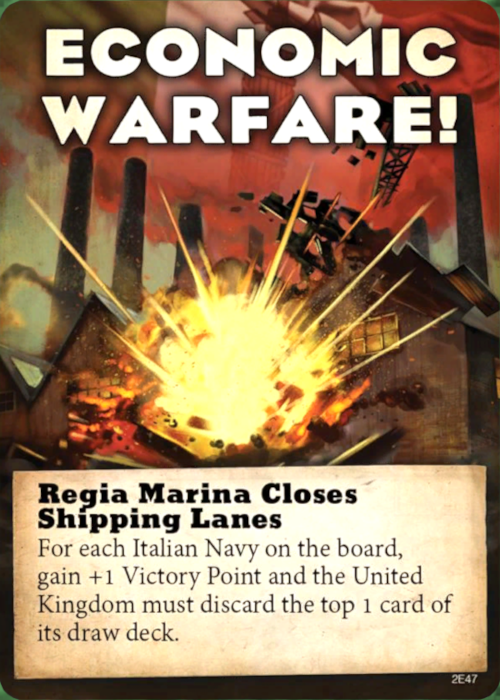 ECONOMIC
WARFARE!
Regia Marina Closes
Shipping Lanes
For each Italian Navy on the board,
gain +1 Victory Point and the United
Kingdom must discard the top 1 card of
its draw deck.
2E47